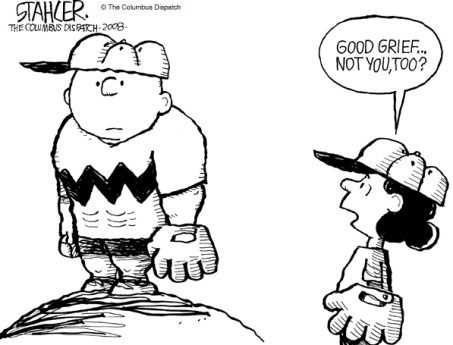 STAHLER.
© The Columbus Dispatch
THE COLUMBUS DISPATCH -2008-
GOOD GRIEF...
NOT YOU, TOO?